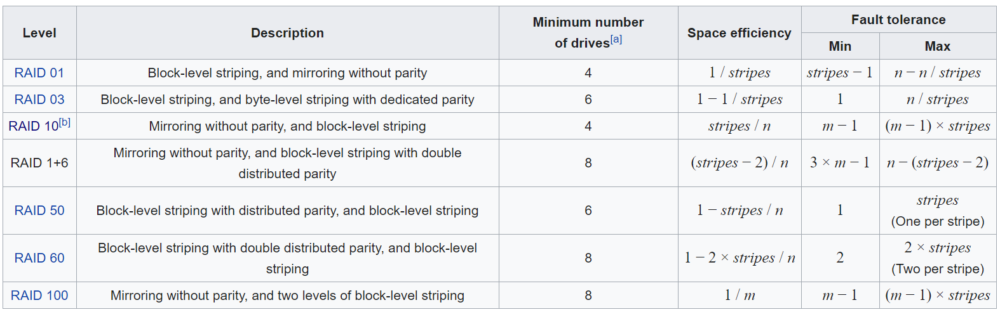 Level Description Minimum number of drives[a] Space efficiency Fault tolerance
Min Max
RAID 01 Block-level striping, and mirroring without parity 4 1 / stripes stripes − 1 n − n / stripes
RAID 03 Block-level striping, and byte-level striping with dedicated parity 6 1 − 1 / stripes 1 n / stripes
RAID 10[b] Mirroring without parity, and block-level striping 4 stripes / n m − 1 (m − 1) × stripes
RAID 1+6 Mirroring without parity, and block-level striping with double distributed parity 8 (stripes − 2) / n 3 × m − 1 n − (stripes − 2)
RAID 50 Block-level striping with distributed parity, and block-level striping 6 1 − stripes / n 1 stripes (One per stripe)
RAID 60 Block-level striping with double distributed parity, and block-level striping 8 1 − 2 × stripes / n 2 2 × stripes (Two per stripe)
RAID 100 Mirroring without parity, and two levels of block-level striping 8 1 / m m − 1 (m − 1) × stripes